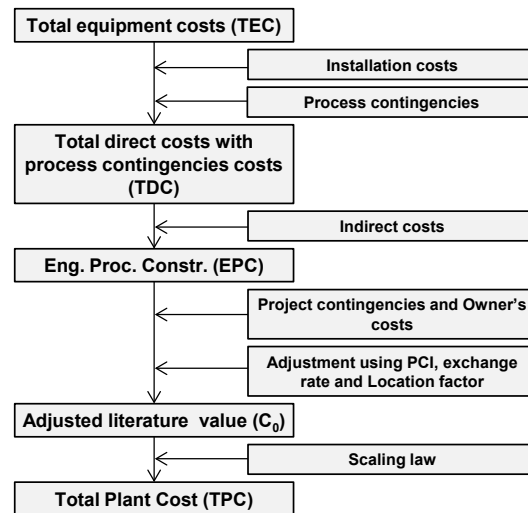 Total equipment costs (TEC)
Installation costs
Process contingencies
Total direct costs with
process contingencies costs
(TDC)
Indirect costs
Eng. Proc. Constr. (EPC)
Project contingencies and Owner's
costs
Adjustment using PCI, exchange
rate and Location factor
Adjusted literature value (C₀)
Scaling law
Total Plant Cost (TPC)